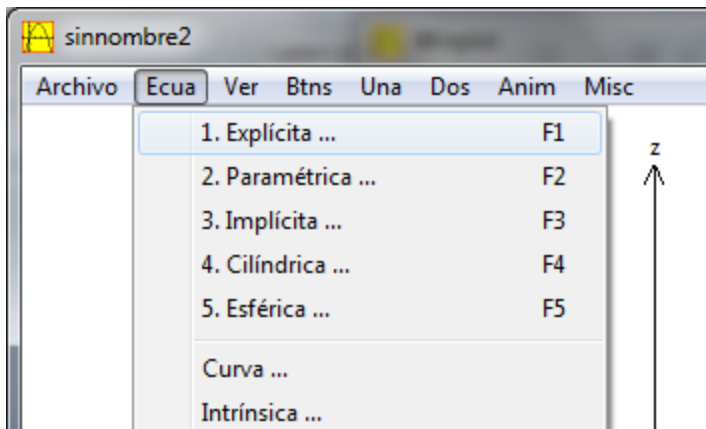 sinnombre2
Archivo Ecua Ver Btns Una Dos Anim Misc
1. Explícita ... F1
2. Paramétrica ... F2
3. Implícita ... F3
4. Cilíndrica ... F4
5. Esférica ... F5
Curva ...
Intrínsica ...
z